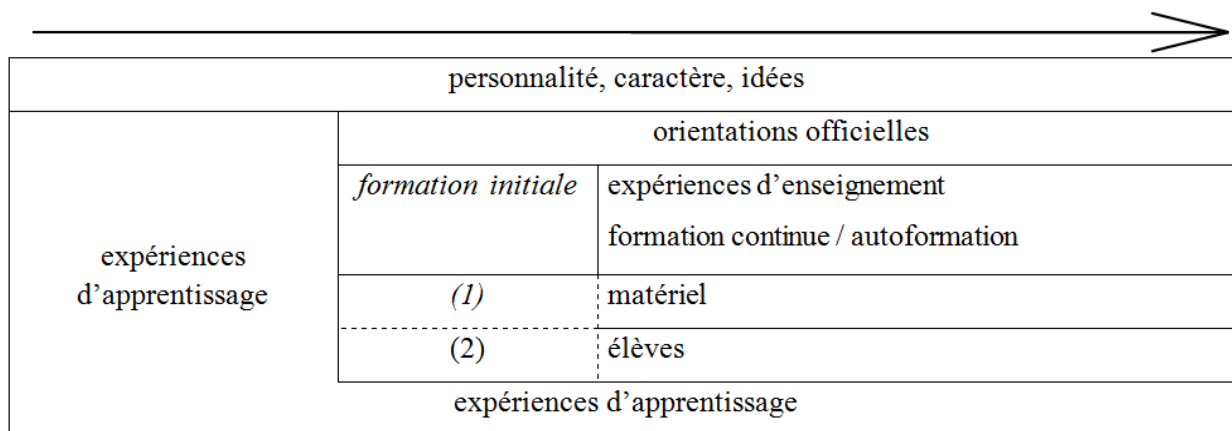 personnalité, caractère, idées
orientations officielles
formation initiale
expériences d’enseignement
formation continue / autoformation
expériences
d’apprentissage
(1)
matériel
(2)
élèves
expériences d’apprentissage